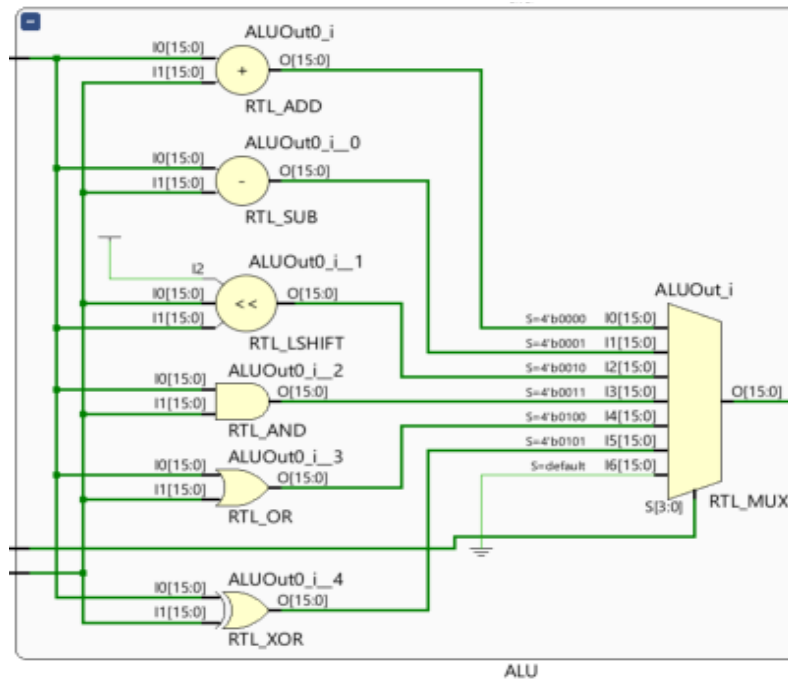 ALUOut0_i
I0[15:0]
I1[15:0]
+
O[15:0]
RTL_ADD
ALUOut0_i__0
I0[15:0]
I1[15:0]
-
O[15:0]
RTL_SUB
ALUOut0_i__1
I2
I0[15:0]
I1[15:0]
<<
O[15:0]
RTL_LSHIFT
ALUOut0_i__2
I0[15:0]
I1[15:0]
O[15:0]
RTL_AND
ALUOut0_i__3
I0[15:0]
I1[15:0]
O[15:0]
RTL_OR
ALUOut0_i__4
I0[15:0]
I1[15:0]
O[15:0]
RTL_XOR
ALUOut_i
S=4'b0000 I0[15:0]
S=4'b0001 I1[15:0]
S=4'b0010 I2[15:0]
S=4'b0011 I3[15:0]
S=4'b0100 I4[15:0]
S=4'b0101 I5[15:0]
S=default I6[15:0]
O[15:0]
S[3:0]
RTL_MUX
ALU